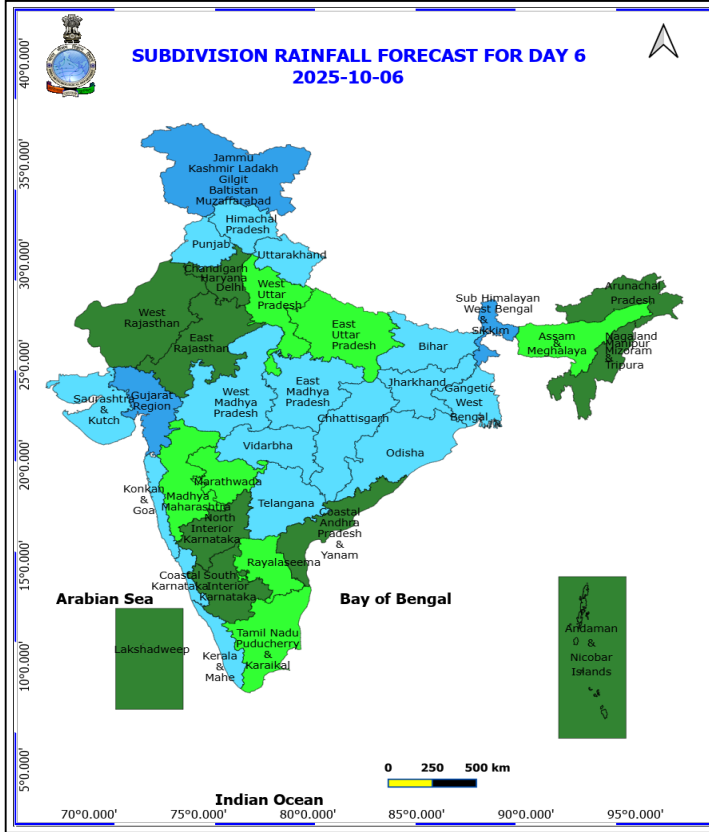 SUBDIVISION RAINFALL FORECAST FOR DAY 6
2025-10-06
40°0.000'
35°0.000'
30°0.000'
25°0.000'
20°0.000'
15°0.000'
10°0.000'
5°0.000'
Jammu
Kashmir Ladakh
Gilgit
Baltistan
Muzaffarabad
Himachal
Pradesh
Punjab
Uttarakhand
Chandigarh
Haryana
Delhi
West
Uttar
Pradesh
West
Rajasthan
East
Rajasthan
East
Uttar
Pradesh
Sub Himalayan
West Bengal
&
Sikkim
Arunachal
Pradesh
Assam
&
Meghalaya
Nagaland
Manipur
Mizoram
&
Tripura
Bihar
Saurashtra
&
Kutch
Gujarat
Region
West
Madhya
Pradesh
East
Madhya
Pradesh
Jharkhand
Gangetic
West
Bengal
Chhattisgarh
Vidarbha
Odisha
Konkan
&
Goa
Madhya
Maharashtra
Marathwada
Telangana
North
Interior
Karnataka
Coastal
Andhra
Pradesh
&
Yanam
Rayalaseema
Coastal
Karnataka
South
Interior
Karnataka
Arabian Sea
Bay of Bengal
Lakshadweep
Kerala
&
Mahe
Tamil Nadu
Puducherry
&
Karaikal
Andaman
&
Nicobar
Islands
0 250 500 km
Indian Ocean
70°0.000' 75°0.000' 80°0.000' 85°0.000' 90°0.000' 95°0.000'